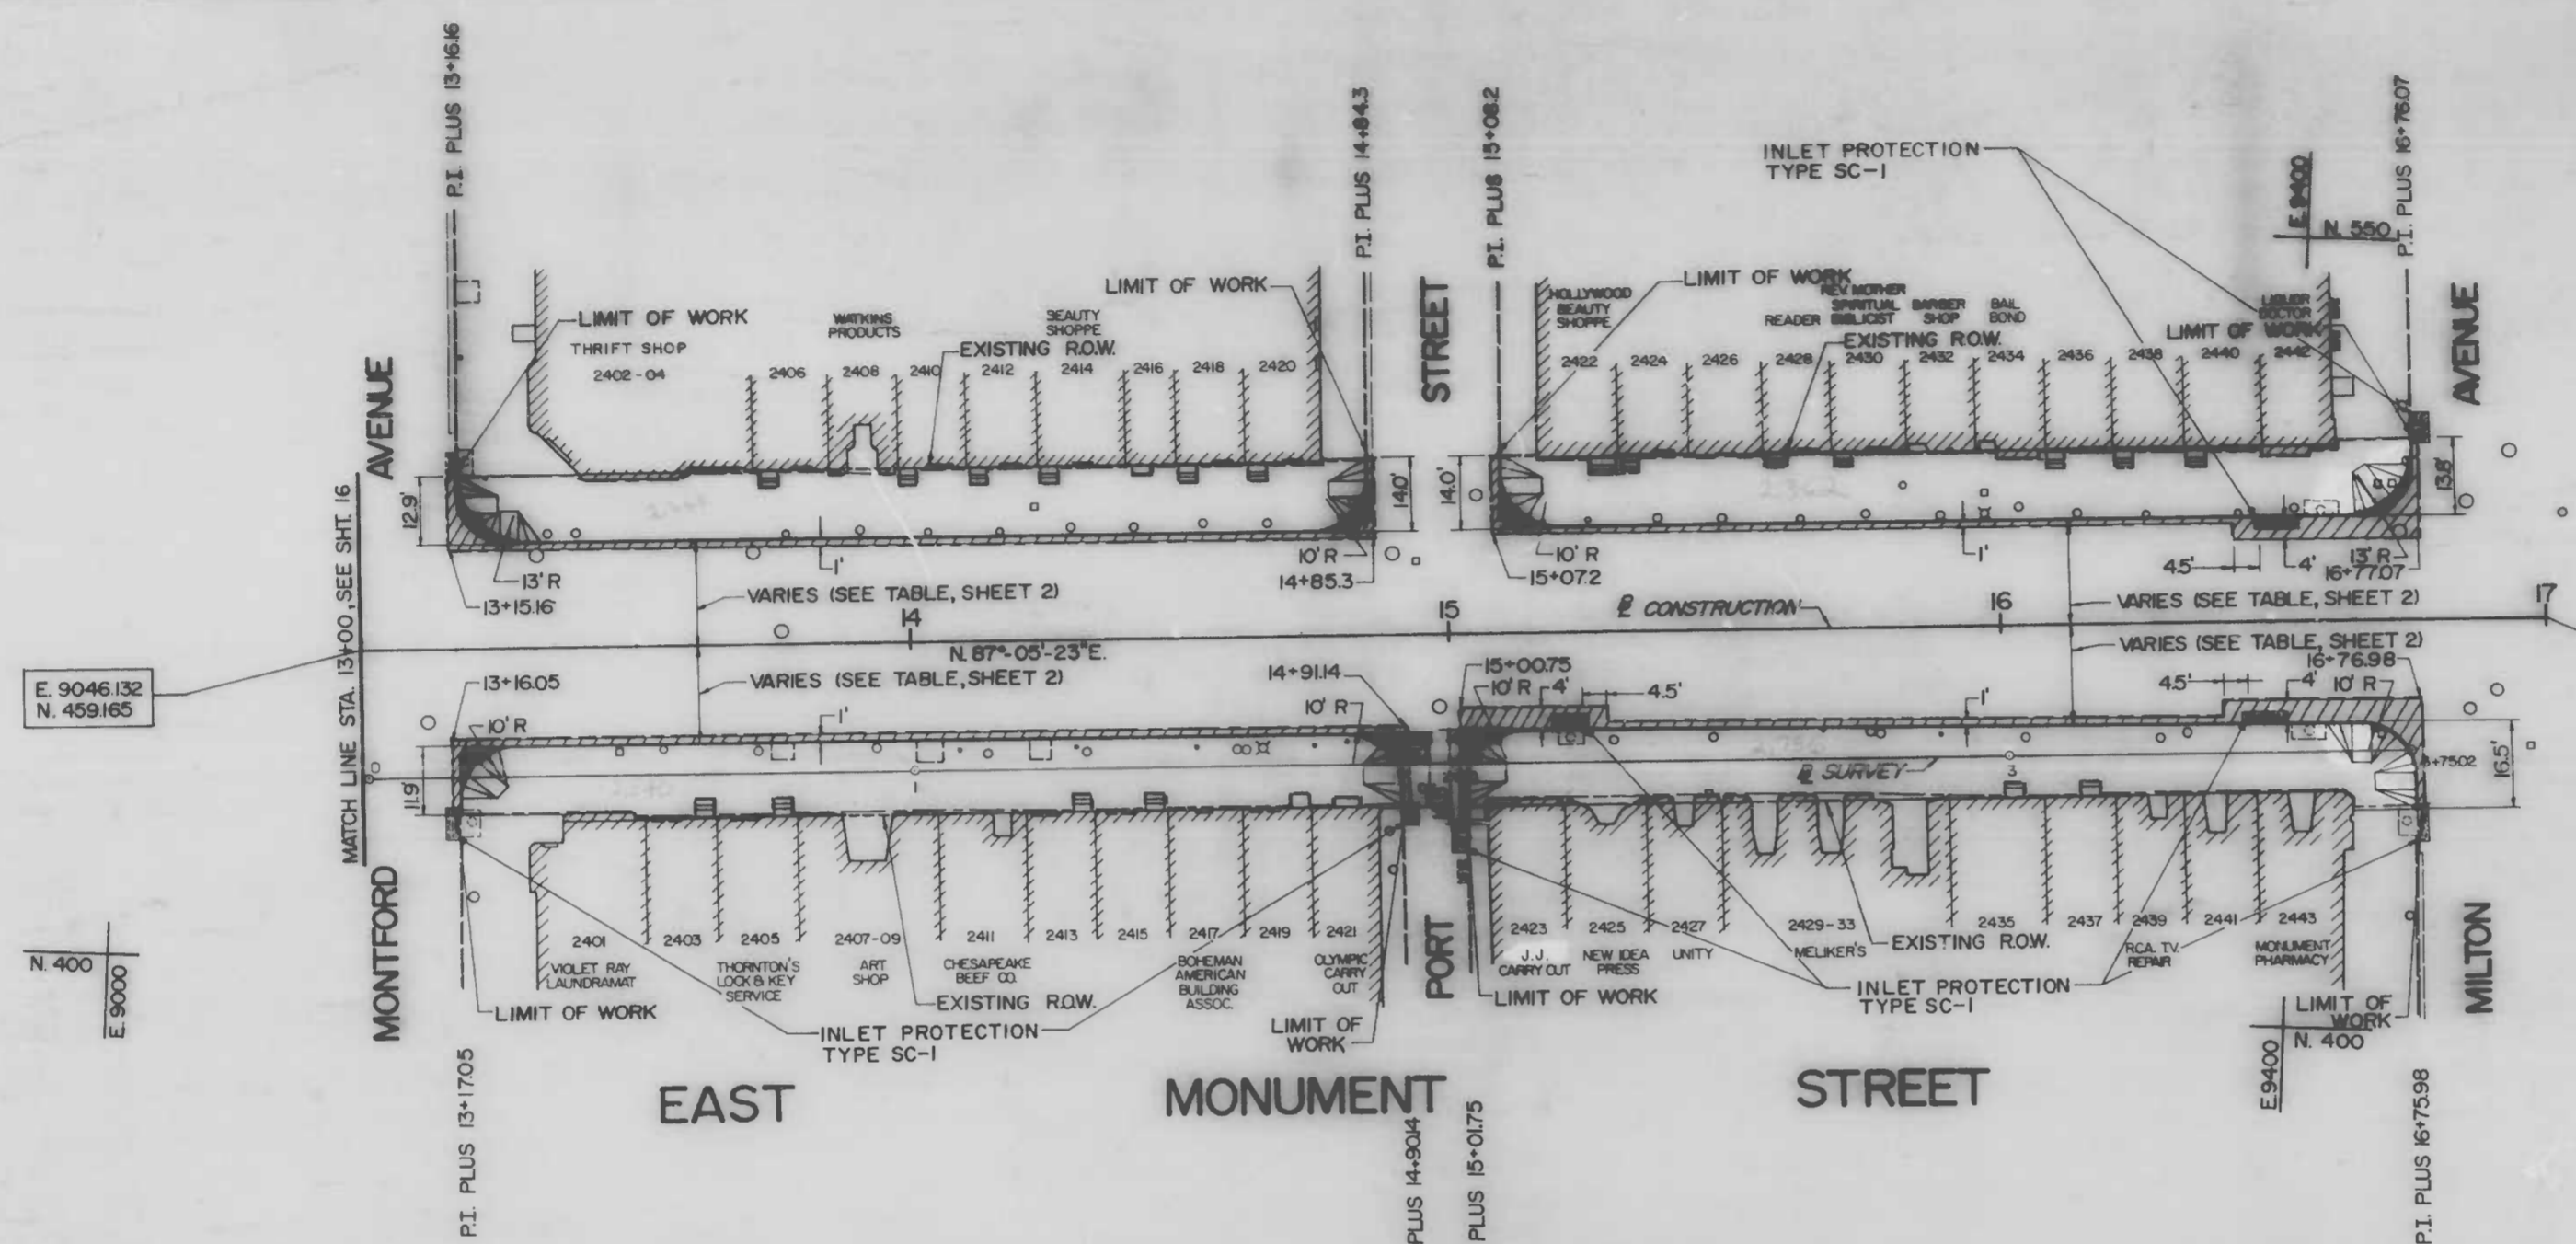 P.I. PLUS 13+16.16
P.I. PLUS 14+84.3
P.I. PLUS 15+08.2
P.I. PLUS 16+76.07
INLET PROTECTION
TYPE SC-1
E. 9400
N. 550
AVENUE
STREET
AVENUE
LIMIT OF WORK
THRIFT SHOP
2402-04
WATKINS
PRODUCTS
BEAUTY
SHOPPE
LIMIT OF WORK
EXISTING R.O.W.
2406
2408
2410
2412
2414
2416
2418
2420
HOLLYWOOD
BEAUTY
SHOPPE
LIMIT OF WORK
REV. MOTHER
SPIRITUAL
READER BIBLICIST
BARBER
SHOP
BAIL
BOND
EXISTING R.O.W.
LIQUOR
DOCTOR
LIMIT OF WORK
2422
2424
2426
2428
2430
2432
2434
2436
2438
2440
2442
12.9'
14.0'
14.0'
13.8'
13' R
13+15.16
1'
10' R
14+85.3
10' R
15+07.2
1'
4.5'
4'
13' R
16+77.07
VARIES (SEE TABLE, SHEET 2)
VARIES (SEE TABLE, SHEET 2)
14
15
16
17
℄ CONSTRUCTION
N. 87°-05'-23"E.
MATCH LINE STA. 13+00, SEE SHT. 16
E. 9046.132
N. 459.165
VARIES (SEE TABLE, SHEET 2)
VARIES (SEE TABLE, SHEET 2)
13+16.05
10' R
1'
14+91.14
10' R
15+00.75
10' R
4'
4.5'
1'
4.5'
4'
16+76.98
10' R
11.9'
16.5'
℄ SURVEY
1
3
2401
2403
2405
2407-09
2411
2413
2415
2417
2419
2421
2423
2425
2427
2429-33
2435
2437
2439
2441
2443
VIOLET RAY
LAUNDRAMAT
THORNTON'S
LOCK & KEY
SERVICE
ART
SHOP
CHESAPEAKE
BEEF CO.
BOHEMAN
AMERICAN
BUILDING
ASSOC.
OLYMPIC
CARRY
OUT
J.J.
CARRY OUT
NEW IDEA
PRESS
UNITY
MELIKER'S
EXISTING R.O.W.
RCA. TV.
REPAIR
MONUMENT
PHARMACY
LIMIT OF WORK
EXISTING R.O.W.
INLET PROTECTION
TYPE SC-1
LIMIT OF
WORK
LIMIT OF WORK
INLET PROTECTION
TYPE SC-1
LIMIT OF
WORK
N. 400
E. 9000
N. 400
E.9400
MONTFORD
PORT
MILTON
EAST MONUMENT STREET
P.I. PLUS 13+17.05
PLUS 14+90.14
PLUS 15+01.75
P.I. PLUS 16+75.98